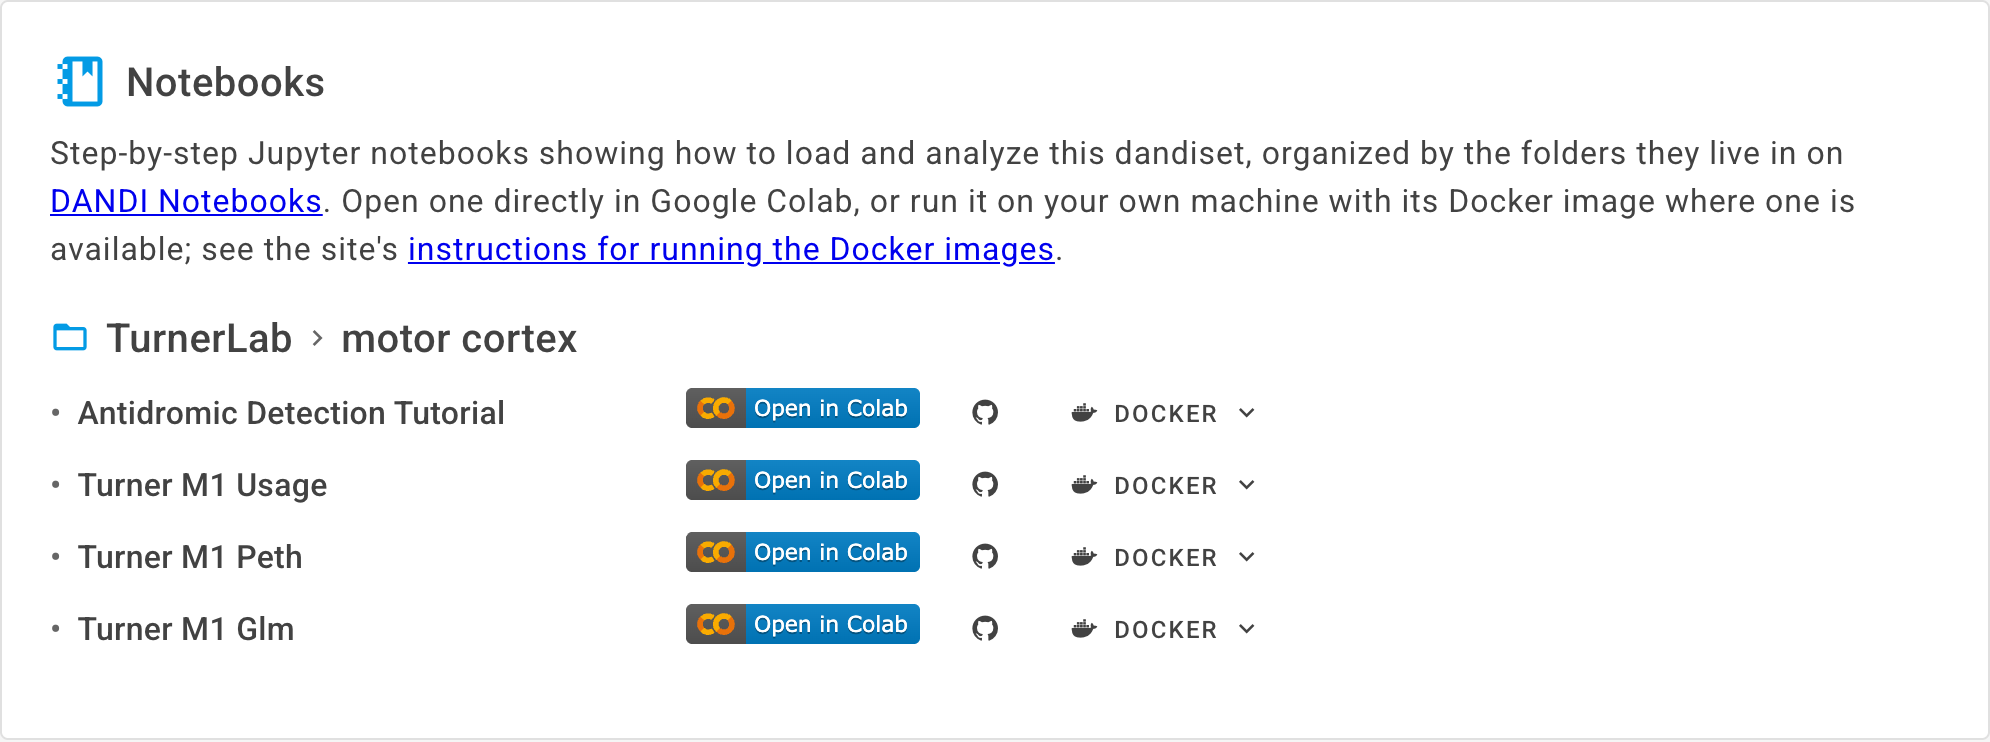 Notebooks
Step-by-step Jupyter notebooks showing how to load and analyze this dandiset, organized by the folders they live in on
DANDI Notebooks. Open one directly in Google Colab, or run it on your own machine with its Docker image where one is
available; see the site's instructions for running the Docker images.
TurnerLab > motor cortex
• Antidromic Detection Tutorial Open in Colab DOCKER
• Turner M1 Usage Open in Colab DOCKER
• Turner M1 Peth Open in Colab DOCKER
• Turner M1 Glm Open in Colab DOCKER